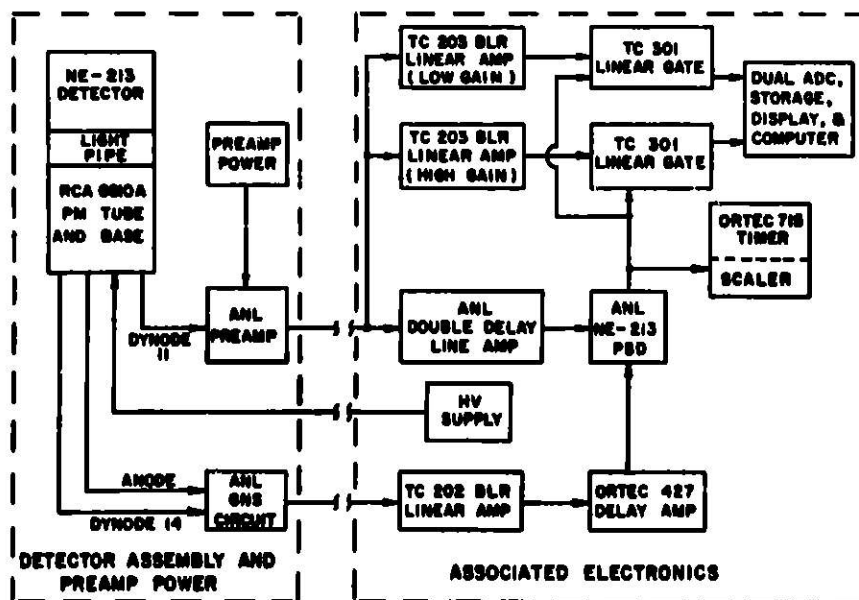 NE-213
DETECTOR
LIGHT
PIPE
RCA 6810A
PM TUBE
AND BASE
PREAMP
POWER
ANL
PREAMP
DYNODE
11
ANODE
DYNODE 14
ANL
GNS
CIRCUIT
DETECTOR ASSEMBLY AND
PREAMP POWER
TC 203 BLR
LINEAR AMP
(LOW GAIN)
TC 301
LINEAR GATE
DUAL ADC,
STORAGE,
DISPLAY, &
COMPUTER
TC 203 BLR
LINEAR AMP
(HIGH GAIN)
TC 301
LINEAR GATE
ORTEC 715
TIMER
SCALER
ANL
DOUBLE DELAY
LINE AMP
ANL
NE-213
PSD
HV
SUPPLY
TC 202 BLR
LINEAR AMP
ORTEC 427
DELAY AMP
ASSOCIATED ELECTRONICS